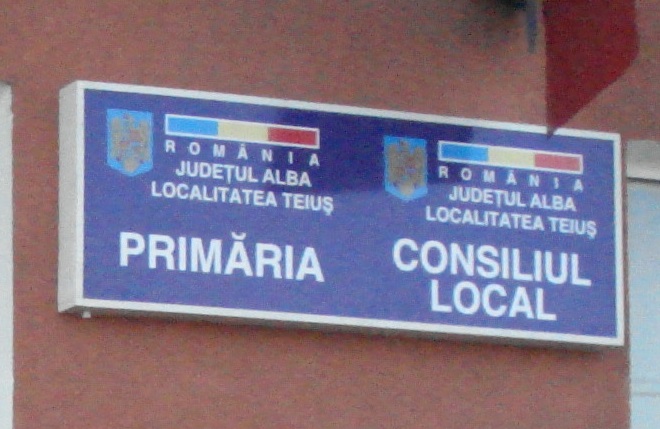 ROMÂNIA
JUDEȚUL ALBA
LOCALITATEA TEIUȘ
PRIMĂRIA
ROMÂNIA
JUDEȚUL ALBA
LOCALITATEA TEIUȘ
CONSILIUL
LOCAL